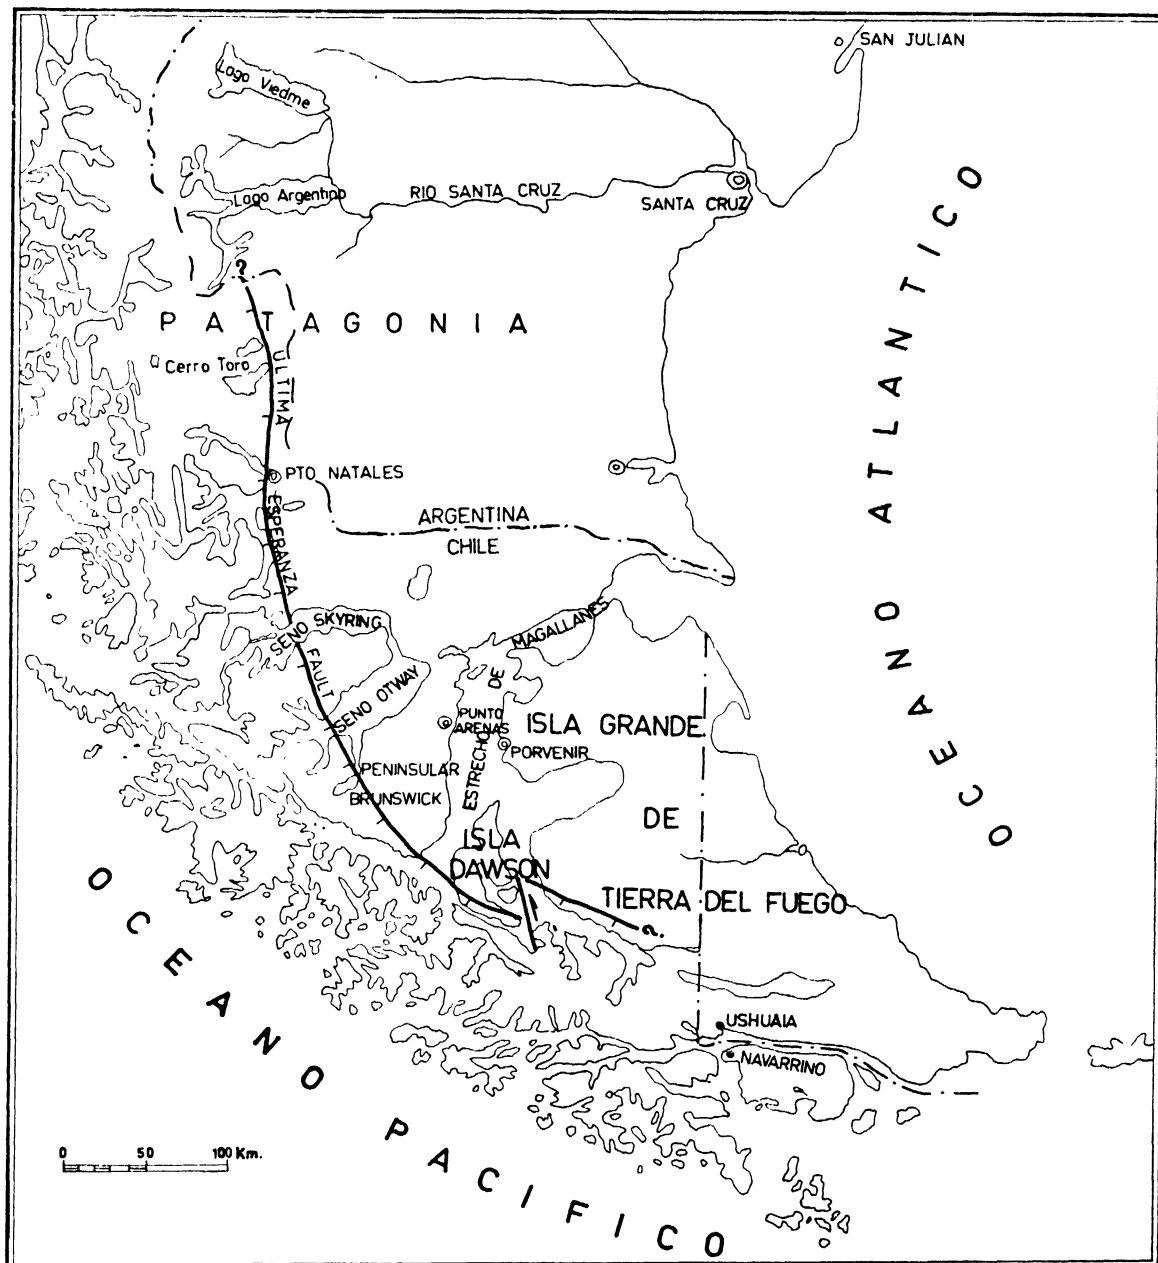 SAN JULIAN
Lago Viedme
Lago Argentino
RIO SANTA CRUZ
SANTA CRUZ
?
PATAGONIA
Cerro Toro
ULTIMA
PTO NATALES
ESPERANZA
ARGENTINA
CHILE
SENO SKYRING
FAULT
SENO OTWAY
MAGALLANES
DE
ESTRECHO
PUNTO
ARENAS
PORVENIR
ISLA GRANDE
PENINSULAR
BRUNSWICK
DE
ISLA
DAWSON
TIERRA DEL FUEGO
?
USHUAIA
NAVARRINO
OCEANO ATLANTICO
OCEANO PACIFICO
0 50 100 Km.